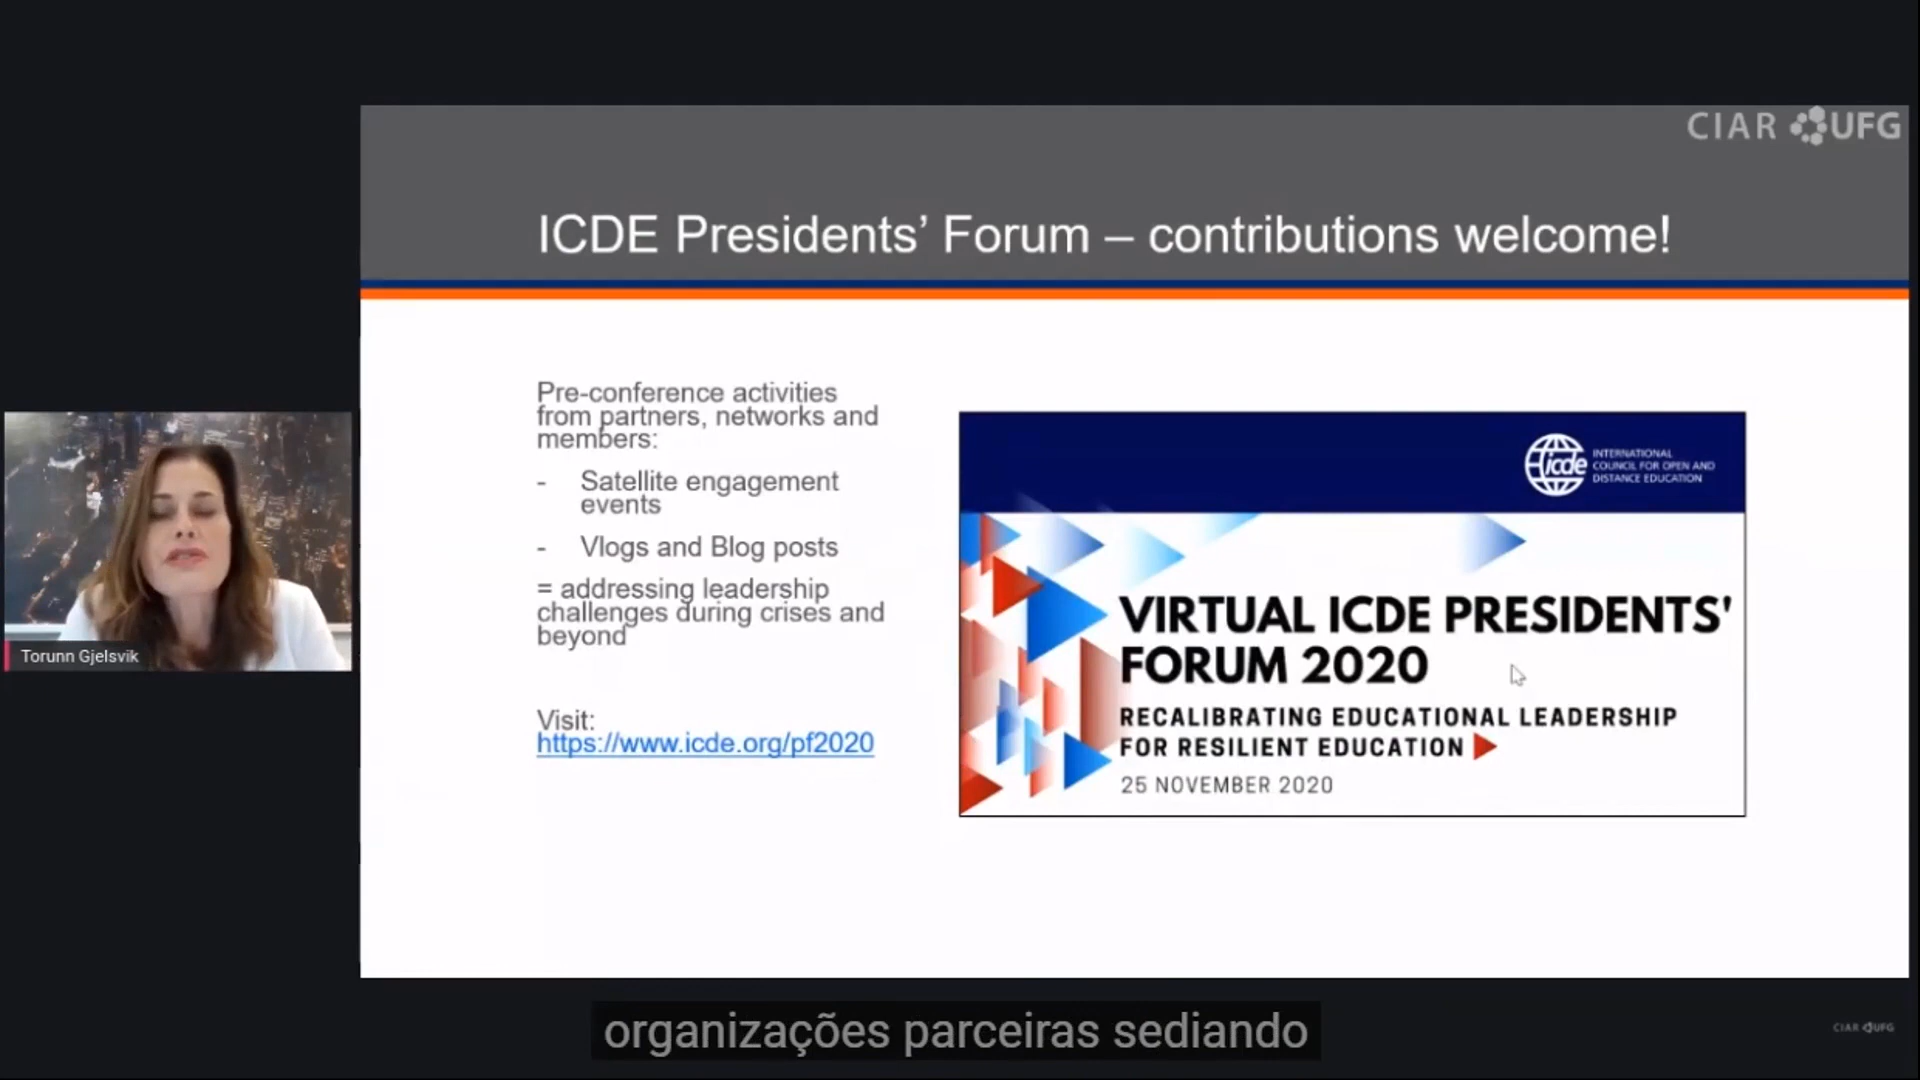 CIAR UFG
ICDE Presidents’ Forum – contributions welcome!
Pre-conference activities
from partners, networks and
members:
- Satellite engagement
events
- Vlogs and Blog posts
= addressing leadership
challenges during crises and
beyond
Visit:
https://www.icde.org/pf2020
icde
INTERNATIONAL
COUNCIL FOR OPEN AND
DISTANCE EDUCATION
VIRTUAL ICDE PRESIDENTS'
FORUM 2020
RECALIBRATING EDUCATIONAL LEADERSHIP
FOR RESILIENT EDUCATION
25 NOVEMBER 2020
Torunn Gjelsvik
organizações parceiras sediando
CIAR UFG